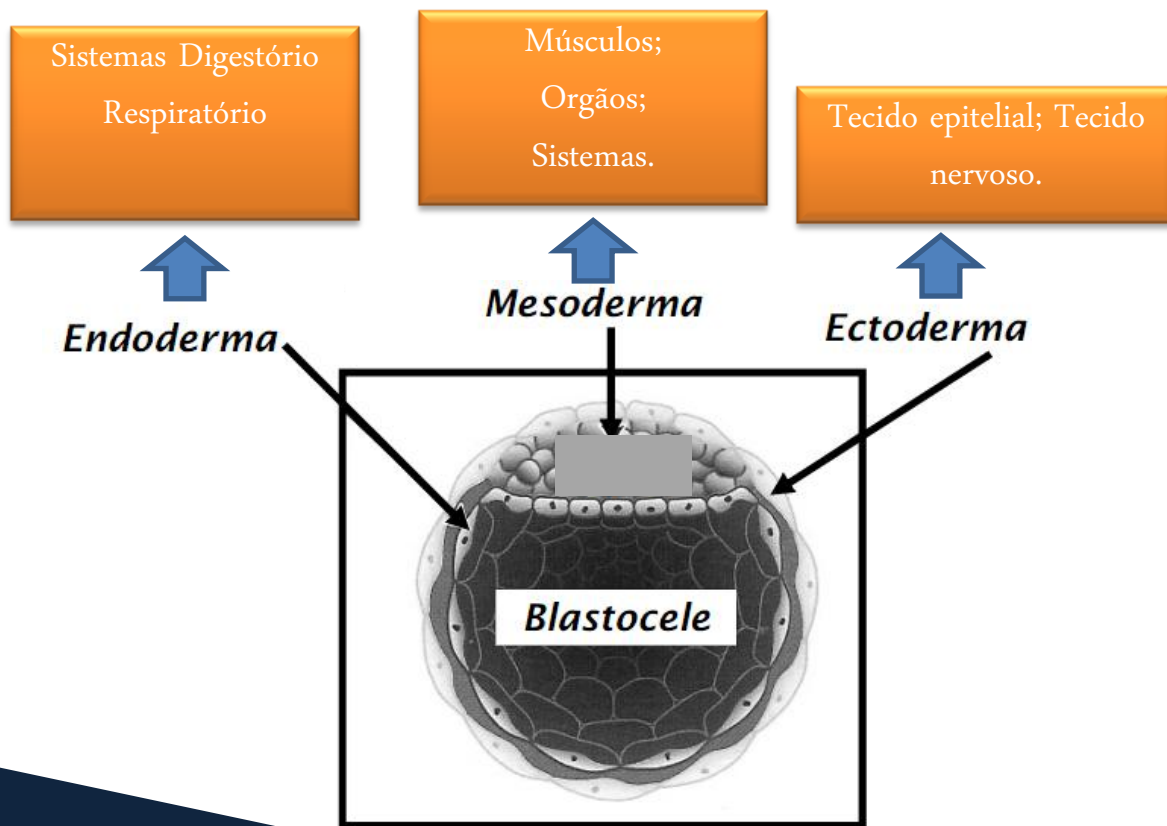 Sistemas Digestório
Respiratório
Músculos;
Orgãos;
Sistemas.
Tecido epitelial; Tecido
nervoso.
Endoderma
Mesoderma
Ectoderma
Blastocele